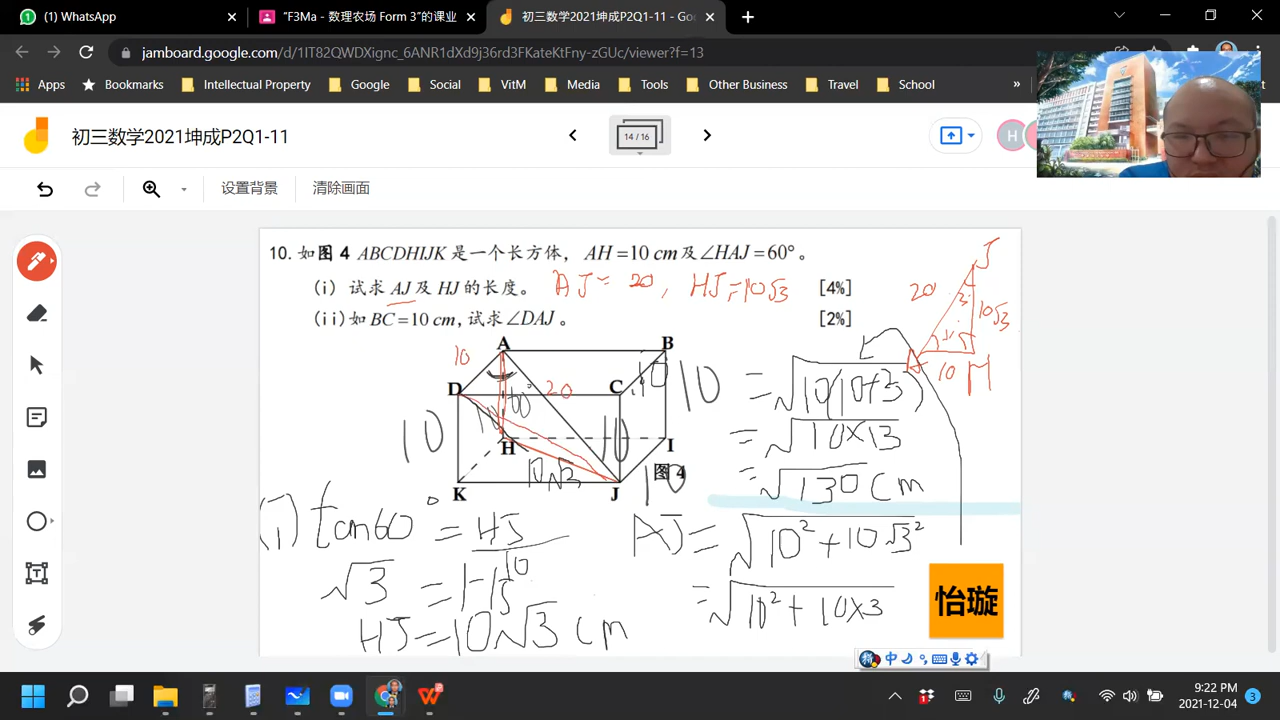 (1) WhatsApp
"F3Ma - 数理农场 Form 3"的课业
初三数学2021坤成P2Q1-11 - Go
jamboard.google.com/d/1IT82QWDXignc_6ANR1dXd9j36rd3FKateKtFny-zGUc/viewer?f=13
Apps Bookmarks Intellectual Property Google Social VitM Media Tools Other Business Travel School »
初三数学2021坤成P2Q1-11
14 / 16
H
设置背景 清除画面
10. 如图 4 ABCDHIJK 是一个长方体，AH =10 cm 及∠HAJ = 60°。
(i) 试求 AJ 及 HJ 的长度。 AJ = 20, HJ = 10√3 [4%]
(ii) 如 BC =10 cm, 试求 ∠DAJ 。 [2%]
J
20
10√3
10
H
A B
10
D C
20
10
60°
10
10
10
H I
10√3
图 4
10
K J
= √10(10+3)
= √10×13
= √130 cm
(i) tan60° = HJ
10
√3 = HJ
10
HJ = 10√3 cm
AJ = √10² + 10√3²
= √10² + 10×3
怡璇
中
9:22 PM
2021-12-04
3